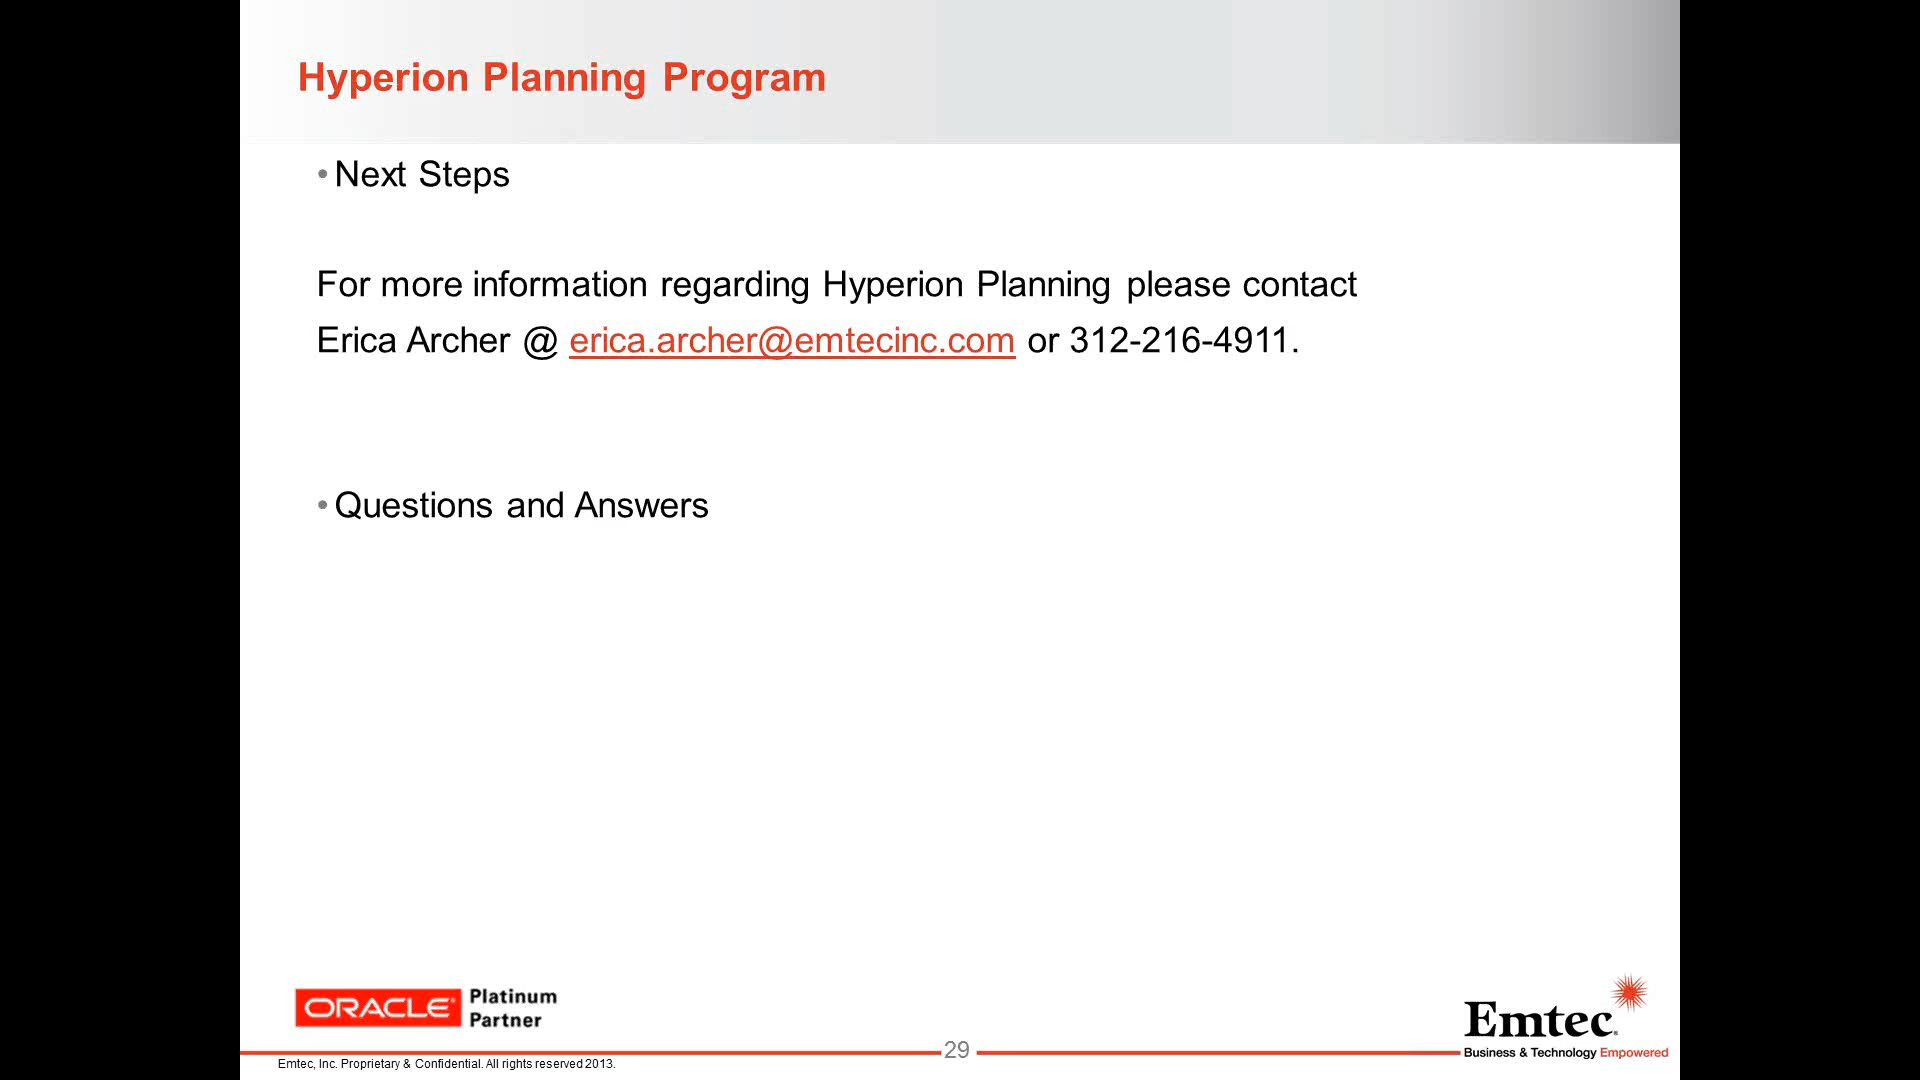 Hyperion Planning Program
• Next Steps
For more information regarding Hyperion Planning please contact
Erica Archer @ erica.archer@emtecinc.com or 312-216-4911.
• Questions and Answers
ORACLE® Platinum
Partner
Emtec®
Business & Technology Empowered
29
Emtec, Inc. Proprietary & Confidential. All rights reserved 2013.